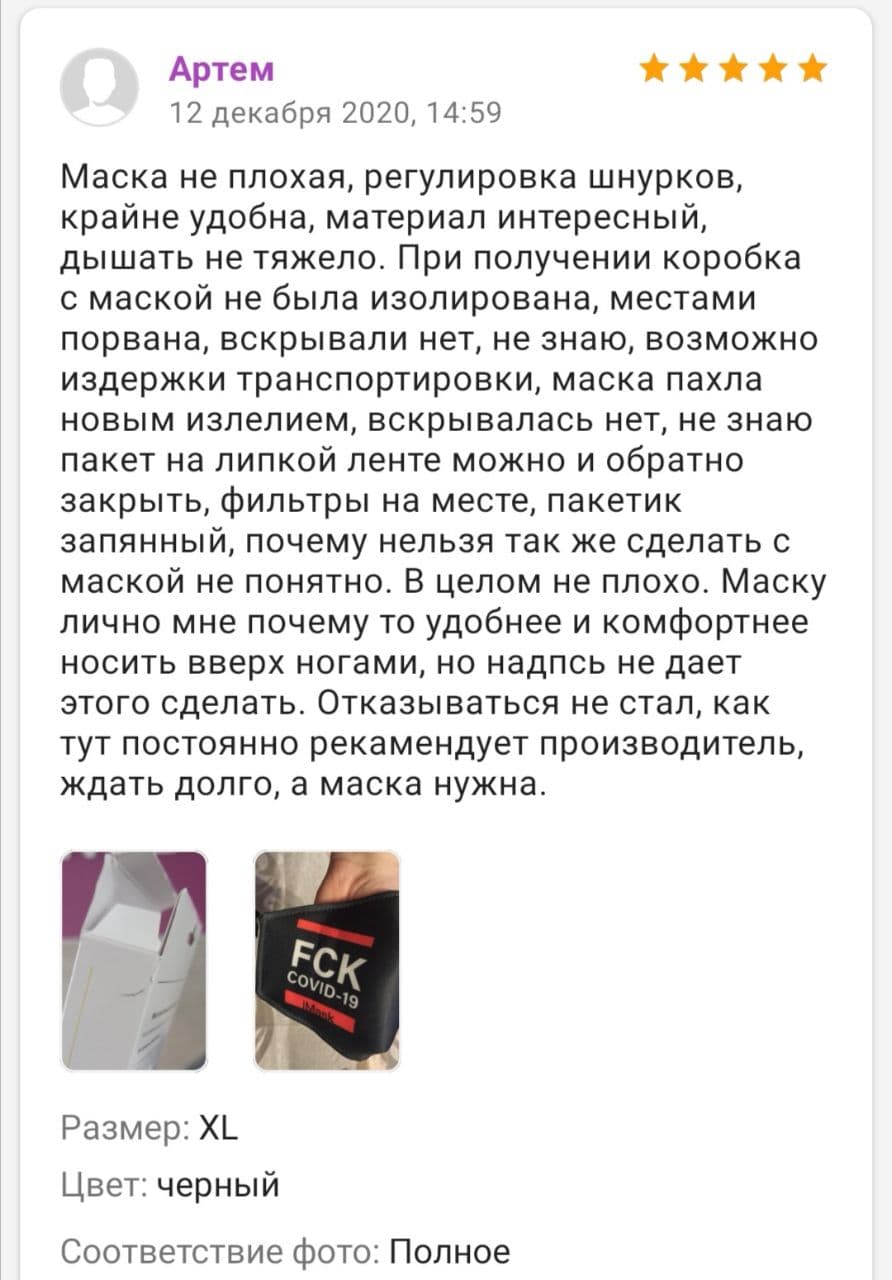 Артем
12 декабря 2020, 14:59
Маска не плохая, регулировка шнурков,
крайне удобна, материал интересный,
дышать не тяжело. При получении коробка
с маской не была изолирована, местами
порвана, вскрывали нет, не знаю, возможно
издержки транспортировки, маска пахла
новым излелием, вскрывалась нет, не знаю
пакет на липкой ленте можно и обратно
закрыть, фильтры на месте, пакетик
запянный, почему нельзя так же сделать с
маской не понятно. В целом не плохо. Маску
лично мне почему то удобнее и комфортнее
носить вверх ногами, но надпсь не дает
этого сделать. Отказываться не стал, как
тут постоянно рекамендует производитель,
ждать долго, а маска нужна.
FCK
COVID-19
iMask
Размер: XL
Цвет: черный
Соответствие фото: Полное